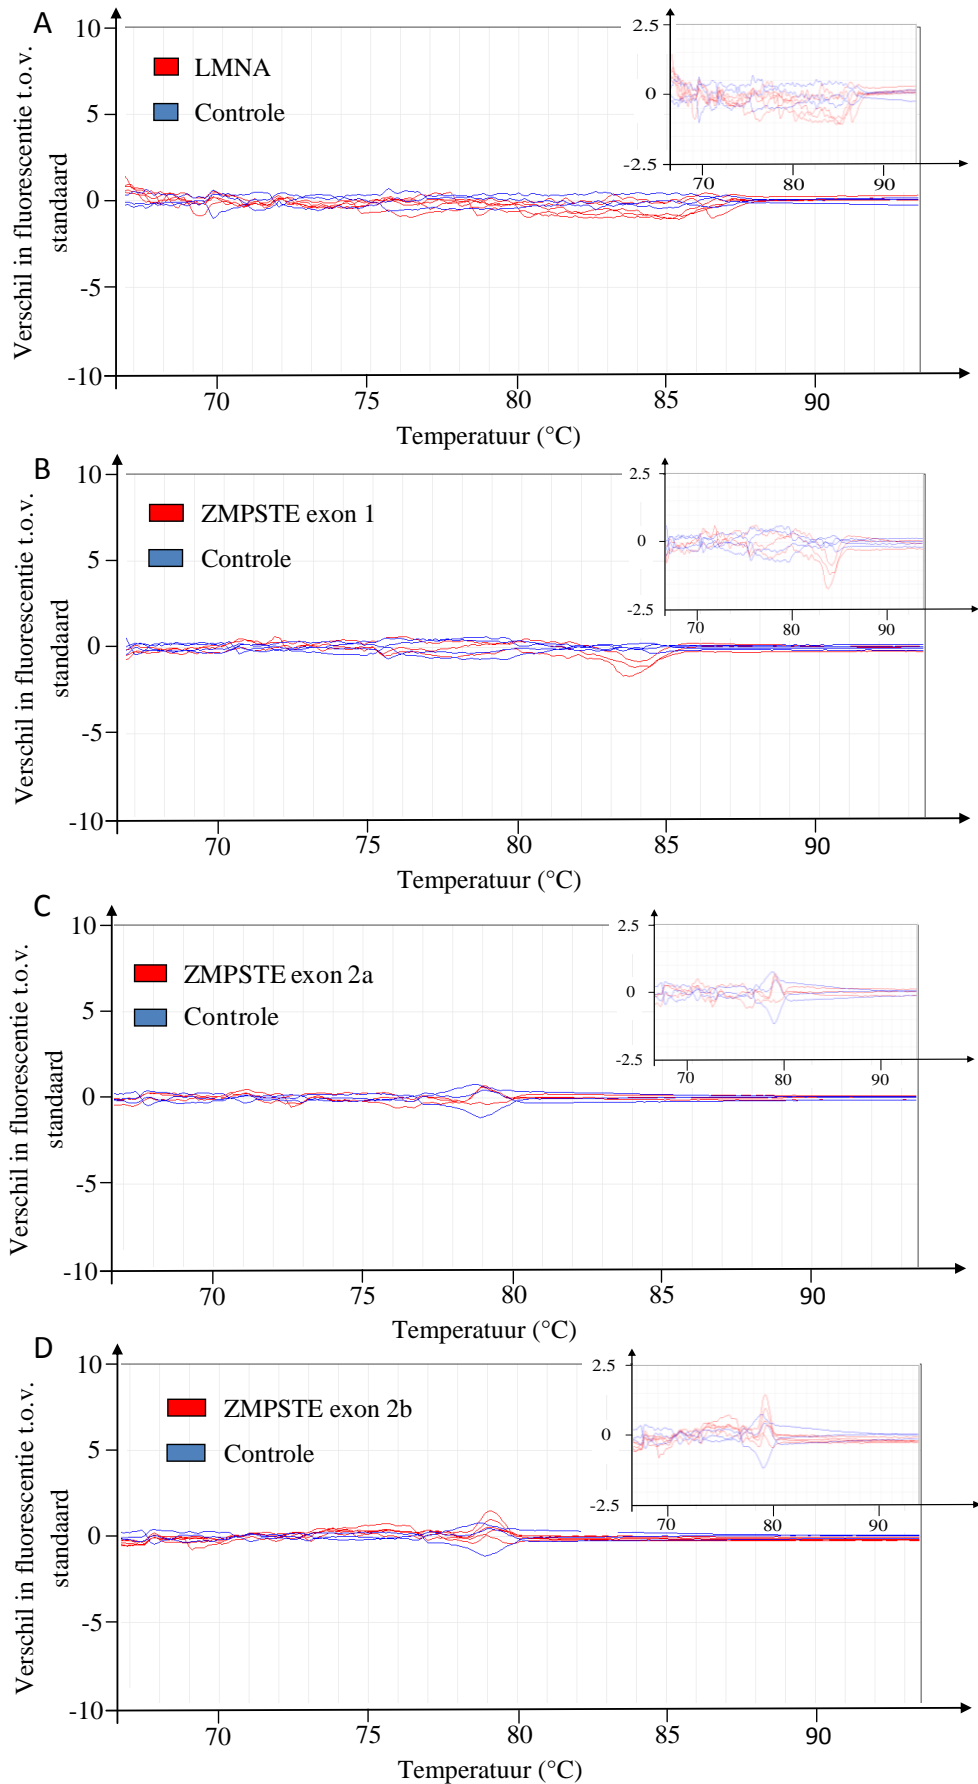 A
10
5
0
-5
-10
Verschil in fluorescentie t.o.v.
standaard
LMNA
Controle
2.5
0
-2.5
70 80 90
70 75 80 85 90
Temperatuur (°C)
B
10
5
0
-5
-10
Verschil in fluorescentie t.o.v.
standaard
ZMPSTE exon 1
Controle
2.5
0
-2.5
70 80 90
70 75 80 85 90
Temperatuur (°C)
C
10
5
0
-5
-10
Verschil in fluorescentie t.o.v.
standaard
ZMPSTE exon 2a
Controle
2.5
0
-2.5
70 80 90
70 75 80 85 90
Temperatuur (°C)
D
10
5
0
-5
-10
Verschil in fluorescentie t.o.v.
standaard
ZMPSTE exon 2b
Controle
2.5
0
-2.5
70 80 90
70 75 80 85 90
Temperatuur (°C)